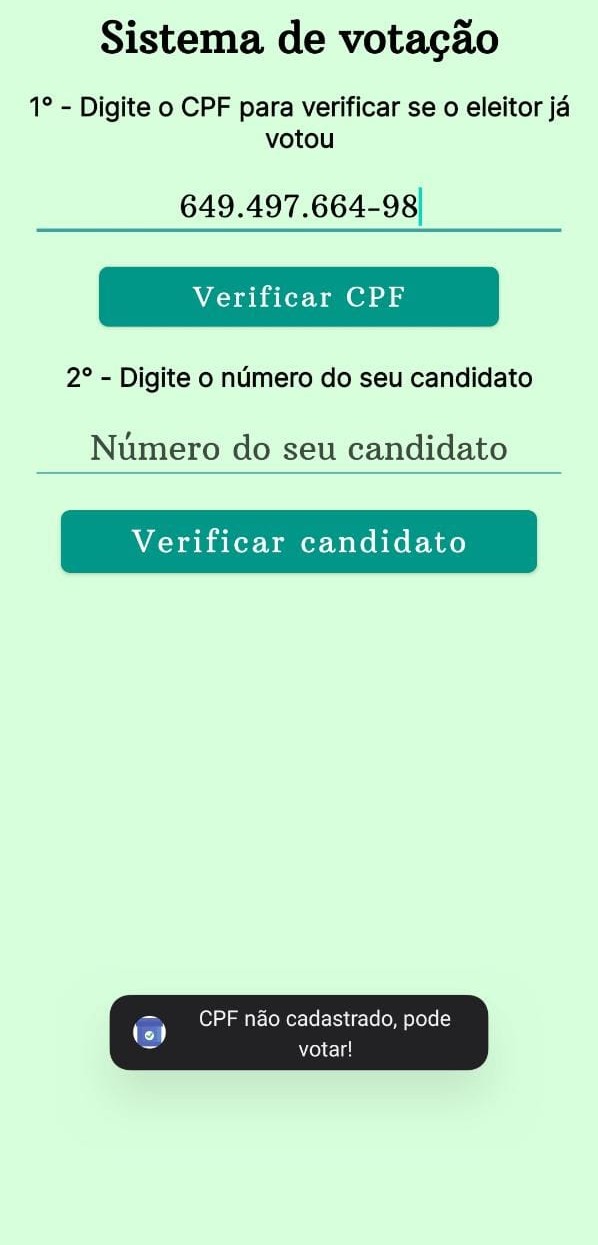 Sistema de votação
1° - Digite o CPF para verificar se o eleitor já
votou
649.497.664-98
Verificar CPF
2° - Digite o número do seu candidato
Número do seu candidato
Verificar candidato
CPF não cadastrado, pode
votar!